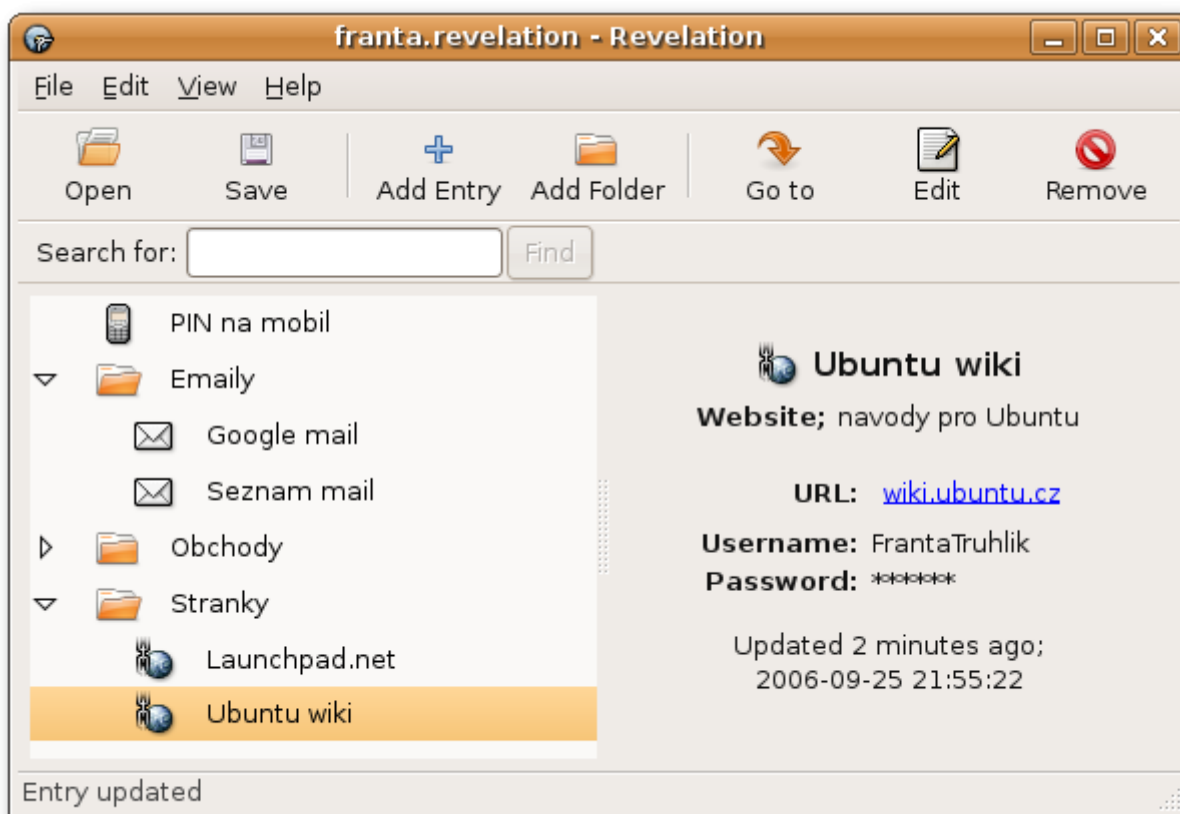 franta.revelation - Revelation
File Edit View Help
Open Save Add Entry Add Folder Go to Edit Remove
Search for: Find
PIN na mobil
Emaily
Google mail
Seznam mail
Obchody
Stranky
Launchpad.net
Ubuntu wiki
Ubuntu wiki
Website; navody pro Ubuntu
URL: wiki.ubuntu.cz
Username: FrantaTruhlik
Password: *******
Updated 2 minutes ago;
2006-09-25 21:55:22
Entry updated